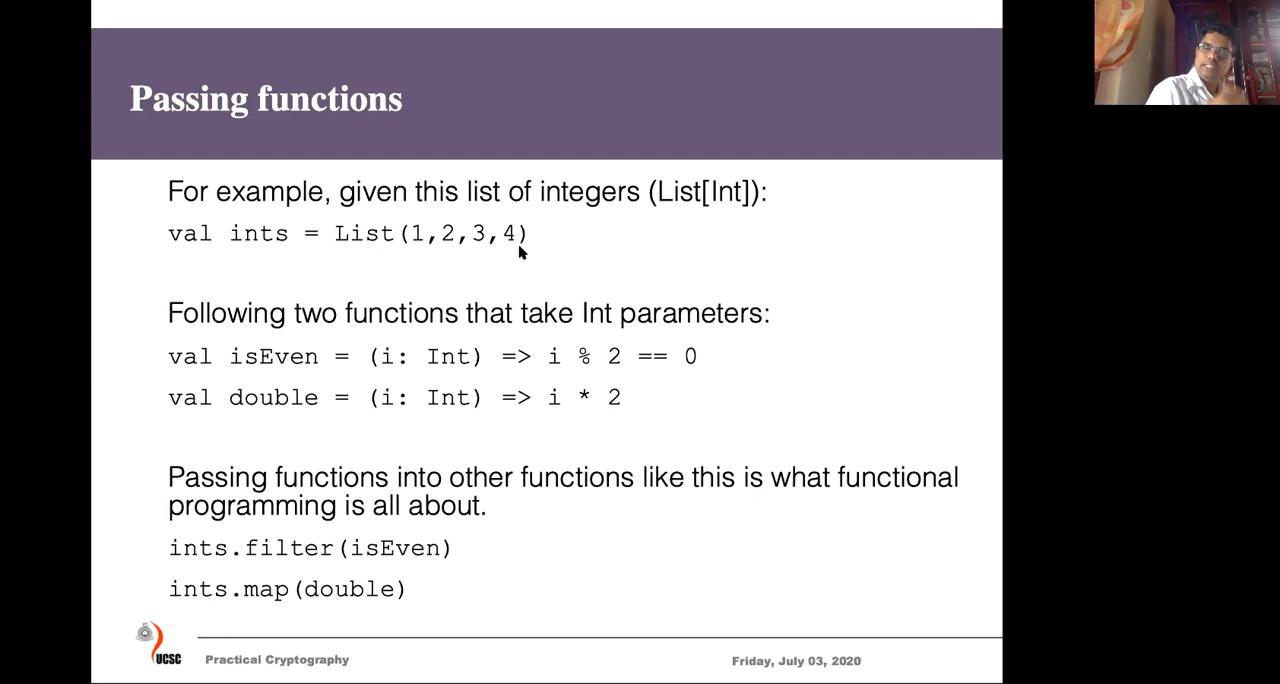 Passing functions
For example, given this list of integers (List[Int]):
val ints = List(1,2,3,4)
Following two functions that take Int parameters:
val isEven = (i: Int) => i % 2 == 0
val double = (i: Int) => i * 2
Passing functions into other functions like this is what functional
programming is all about.
ints.filter(isEven)
ints.map(double)
UCSC
Practical Cryptography
Friday, July 03, 2020